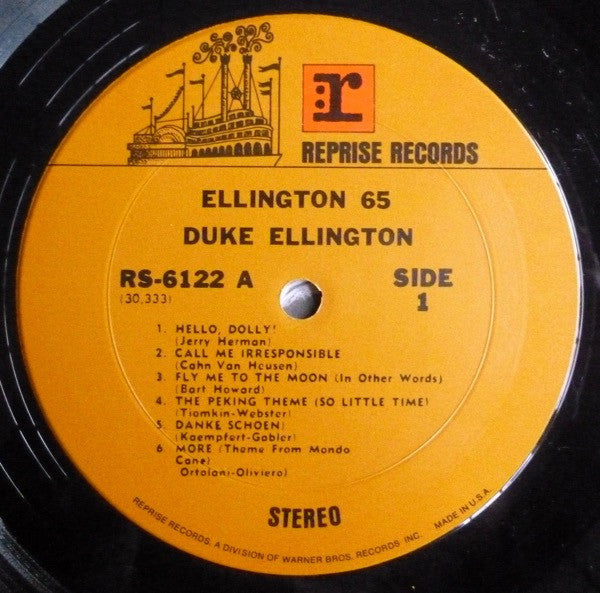 r
REPRISE RECORDS
ELLINGTON 65
DUKE ELLINGTON
RS-6122 A
(30,333)
SIDE
1
1. HELLO, DOLLY!
(Jerry Herman)
2. CALL ME IRRESPONSIBLE
(Cahn Van Heusen)
3. FLY ME TO THE MOON (In Other Words)
(Bart Howard)
4. THE PEKING THEME (SO LITTLE TIME)
(Tiomkin-Webster)
5. DANKE SCHOEN)
(Kaempfert-Gabler)
6 MORE (Theme From Mondo
Cane)
Ortolani-Oliviero)
STEREO
REPRISE RECORDS, A DIVISION OF WARNER BROS. RECORDS INC. MADE IN U.S.A.